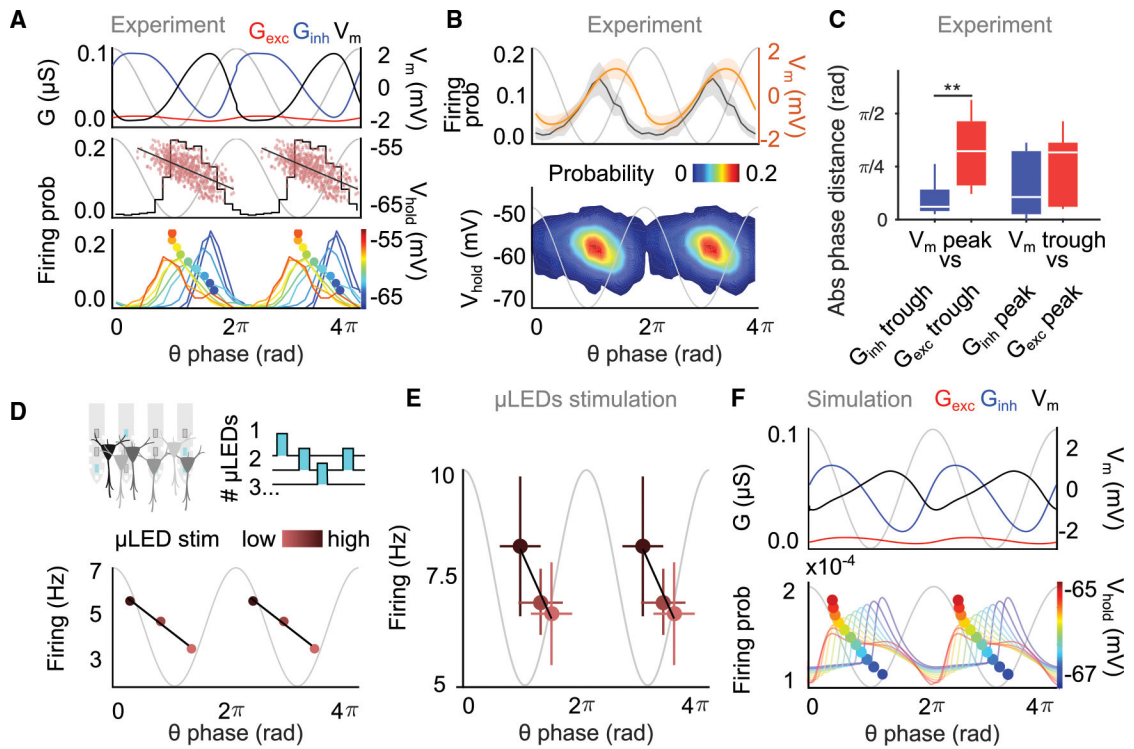 A
Experiment
G_exc G_inh V_m
0.1
G (µS)
0.0
2
0
-2
V_m (mV)
0.2
0.0
-55
-65
V_hold
Firing prob
0.2
0.0
-55
-65
(mV)
0 2π 4π
θ phase (rad)
B
Experiment
0.2
0.1
0.0
Firing prob
2
0
-2
V_m (mV)
Probability 0 0.2
-50
-60
-70
V_hold (mV)
0 2π 4π
θ phase (rad)
C
Experiment
Abs phase distance (rad)
π/2
π/4
0
**
V_m peak vs
V_m trough vs
G_inh trough
G_exc trough
G_inh peak
G_exc peak
D
# µLEDs
1
2
3...
µLED stim low high
7
5
3
Firing (Hz)
0 2π 4π
θ phase (rad)
E
µLEDs stimulation
10
7.5
5
Firing (Hz)
0 2π 4π
θ phase (rad)
F
Simulation
G_exc G_inh V_m
0.1
G (µS)
0.0
2
0
-2
V_m (mV)
x10⁻⁴
2
1
Firing prob
-65
-67
V_hold (mV)
0 2π 4π
θ phase (rad)